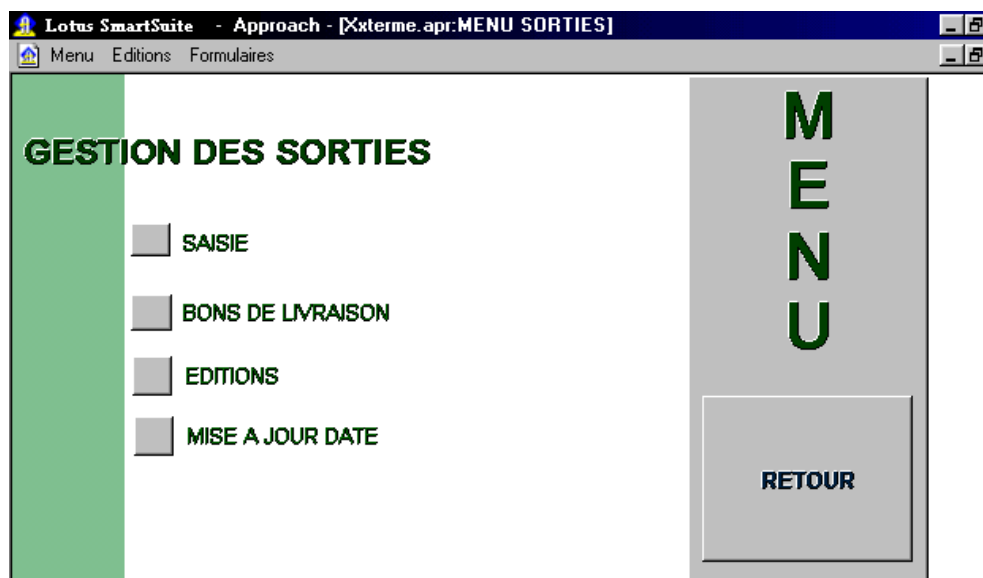 Lotus SmartSuite - Approach - [Xxterme.apr:MENU SORTIES]
Menu Editions Formulaires
GESTION DES SORTIES
SAISIE
BONS DE LIVRAISON
EDITIONS
MISE A JOUR DATE
M
E
N
U
RETOUR